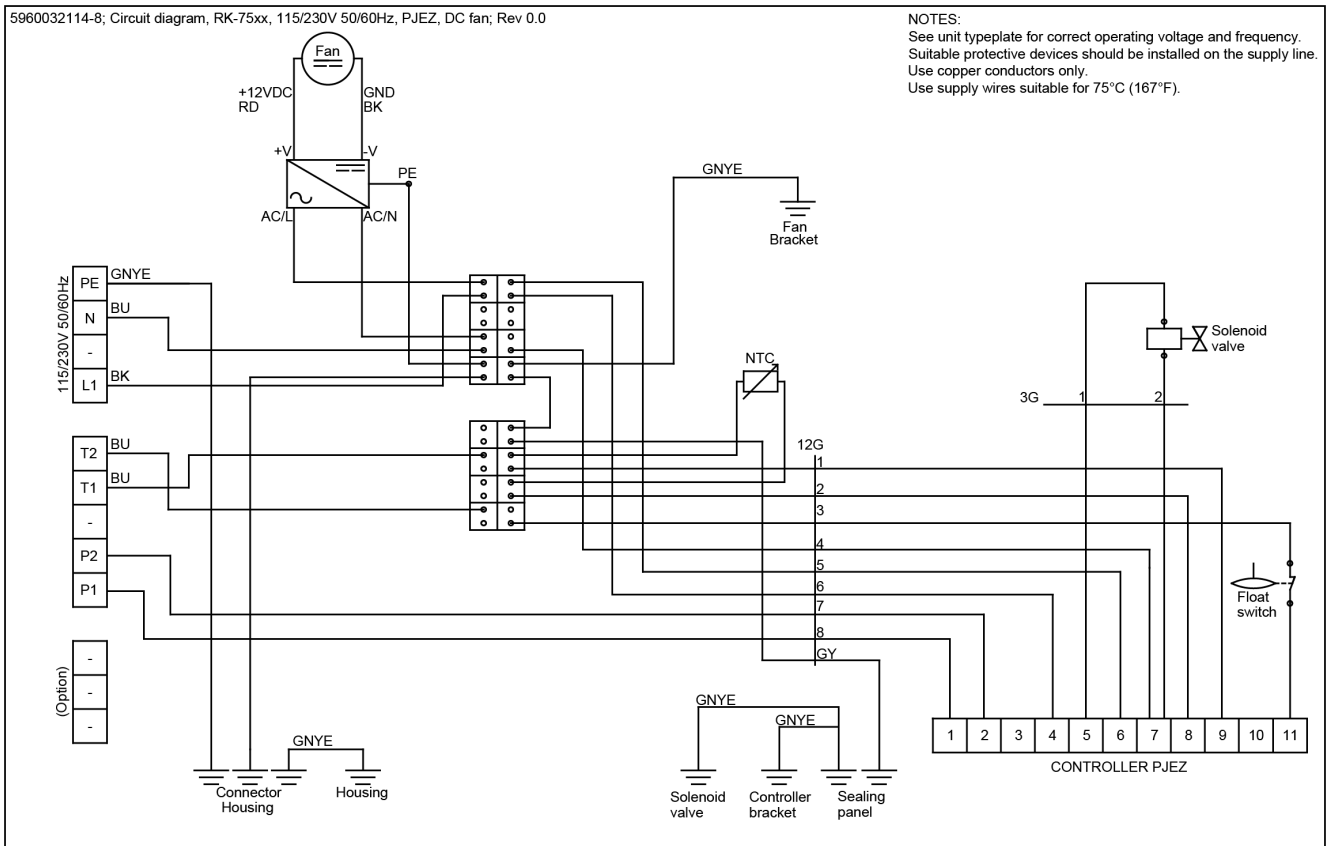 5960032114-8; Circuit diagram, RK-75xx, 115/230V 50/60Hz, PJEZ, DC fan; Rev 0.0
NOTES:
See unit typeplate for correct operating voltage and frequency.
Suitable protective devices should be installed on the supply line.
Use copper conductors only.
Use supply wires suitable for 75°C (167°F).
Fan
+12VDC
RD
GND
BK
+V
-V
PE
AC/L
AC/N
GNYE
Fan
Bracket
115/230V 50/60Hz
PE
GNYE
N
BU
-
L1
BK
T2
BU
T1
BU
-
P2
P1
(Option)
-
-
-
NTC
12G
1
2
3
4
5
6
7
8
GY
3G
1
2
Solenoid
valve
Float
switch
GNYE
Connector
Housing
Housing
GNYE
GNYE
Solenoid
valve
Controller
bracket
Sealing
panel
1 2 3 4 5 6 7 8 9 10 11
CONTROLLER PJEZ